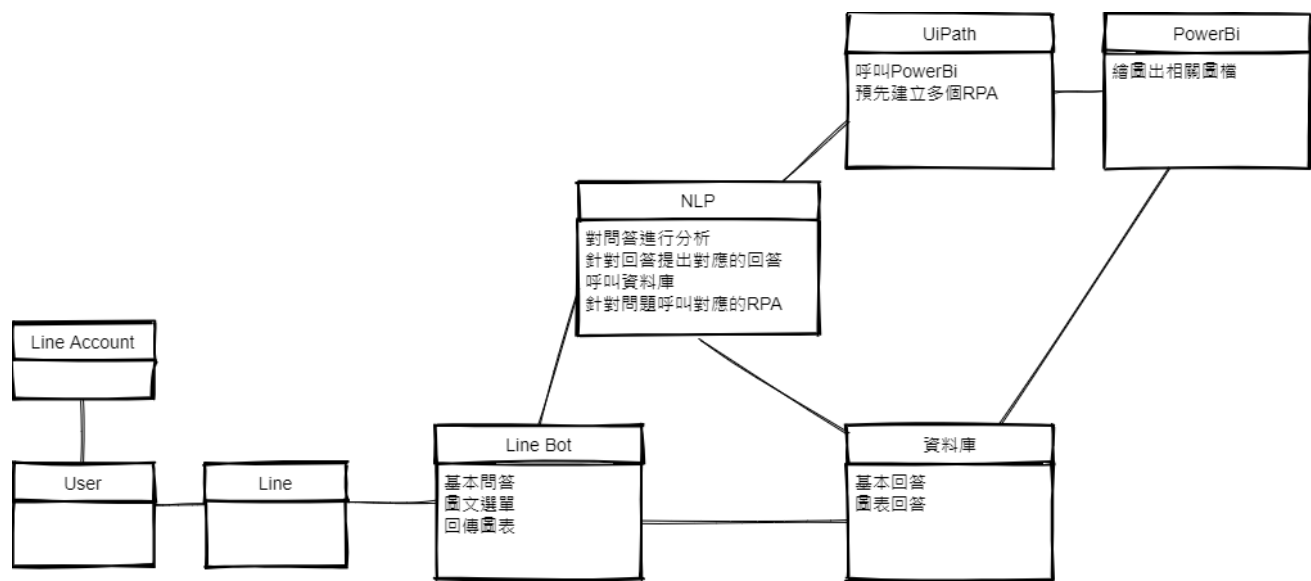 UiPath
呼叫PowerBi
預先建立多個RPA
PowerBi
繪圖出相關圖檔
NLP
對問答進行分析
針對回答提出對應的回答
呼叫資料庫
針對問題呼叫對應的RPA
Line Account
User
Line
Line Bot
基本問答
圖文選單
回傳圖表
資料庫
基本回答
圖表回答